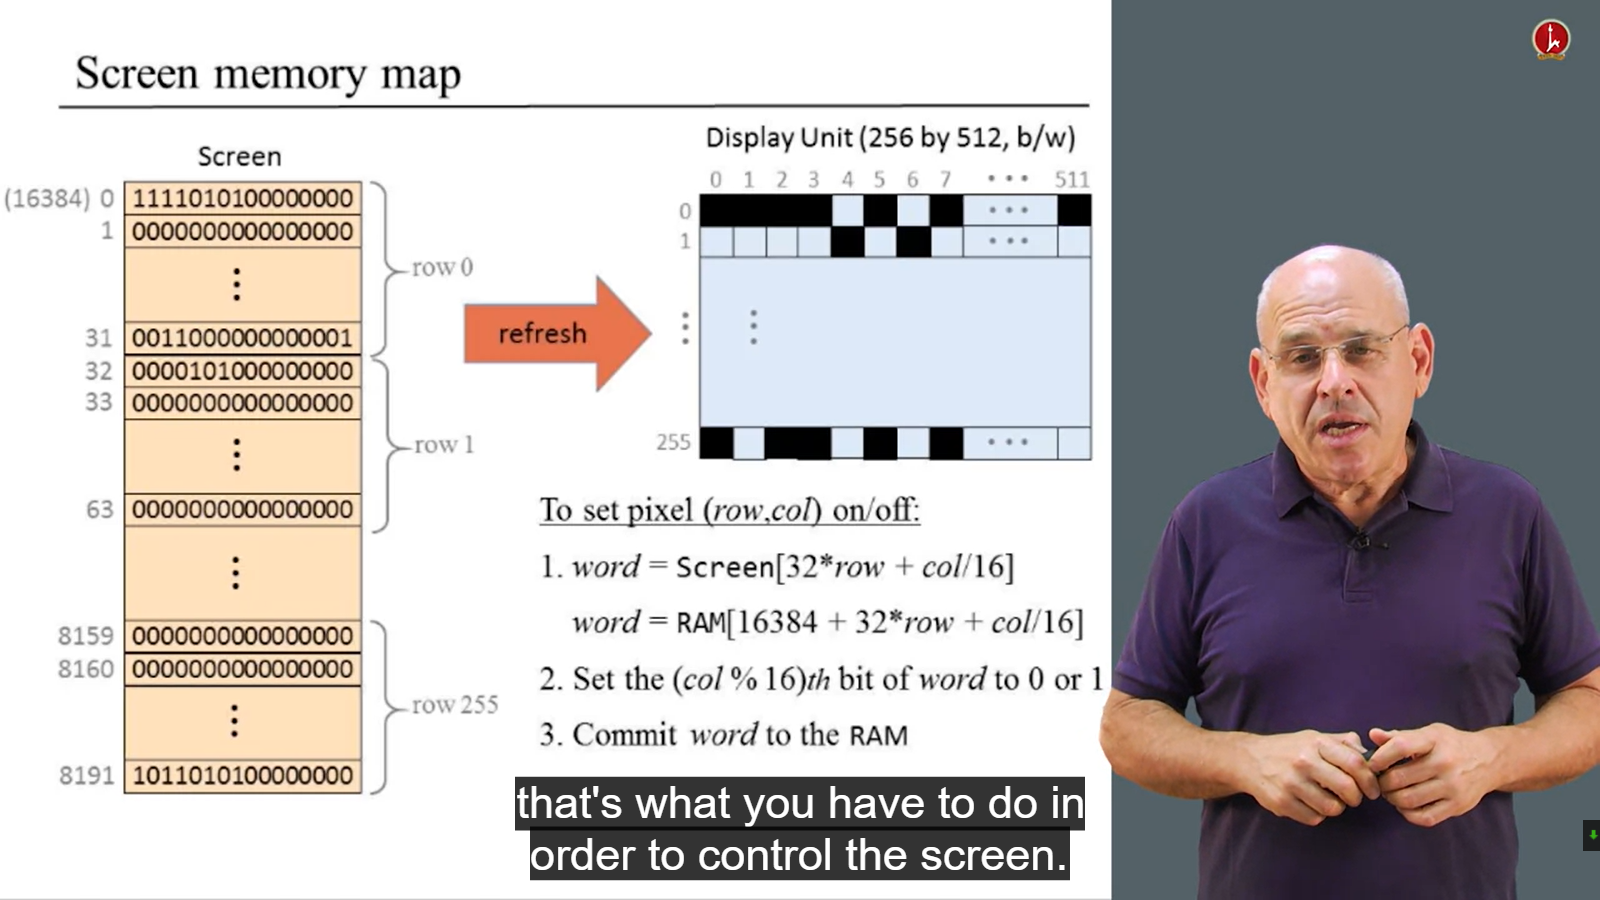 Screen memory map
Screen
(16384) 0 1111010100000000
1 0000000000000000
⋮
row 0
31 0011000000000001
32 0000101000000000
33 0000000000000000
⋮
row 1
63 0000000000000000
⋮
8159 0000000000000000
8160 0000000000000000
⋮
row 255
8191 1011010100000000
refresh
Display Unit (256 by 512, b/w)
0 1 2 3 4 5 6 7 • • • 511
0 • • •
1 • • •
⋮ ⋮
255 • • •
To set pixel (row,col) on/off:
1. word = Screen[32*row + col/16]
word = RAM[16384 + 32*row + col/16]
2. Set the (col % 16)th bit of word to 0 or 1
3. Commit word to the RAM
that's what you have to do in
order to control the screen.